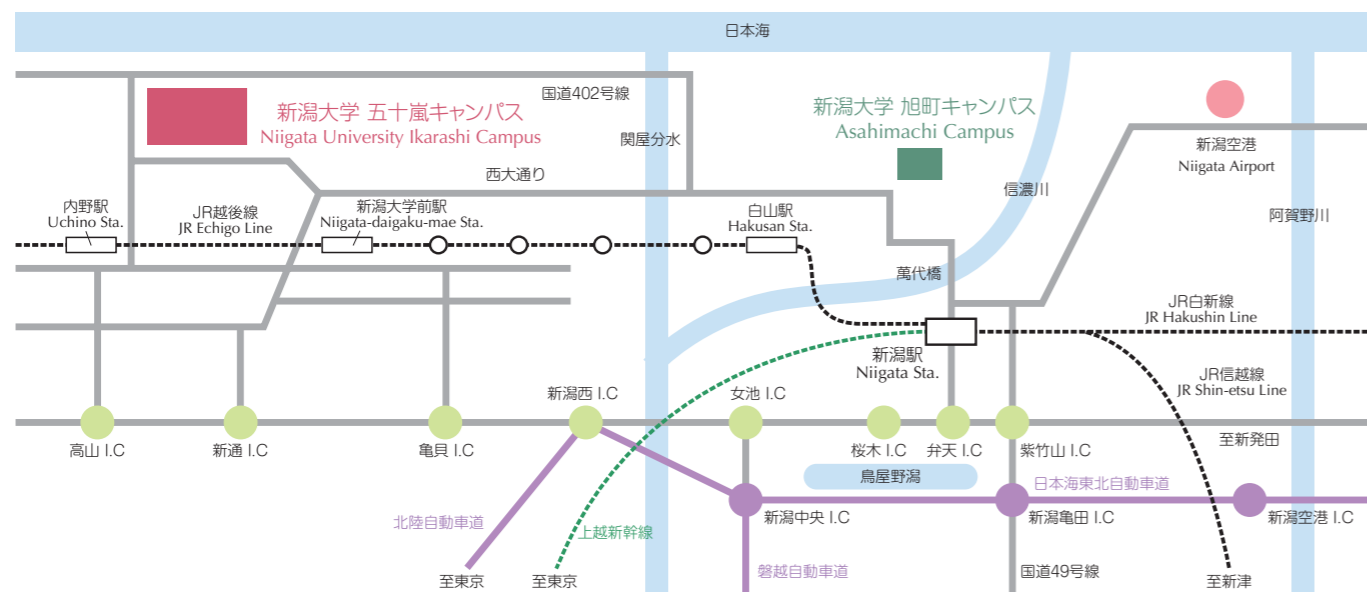 日本海
国道402号線
新潟大学 五十嵐キャンパス
Niigata University Ikarashi Campus
関屋分水
新潟大学 旭町キャンパス
Asahimachi Campus
新潟空港
Niigata Airport
西大通り
信濃川
阿賀野川
内野駅
Uchino Sta.
JR越後線
JR Echigo Line
新潟大学前駅
Niigata-daigaku-mae Sta.
白山駅
Hakusan Sta.
萬代橋
JR白新線
JR Hakushin Line
新潟駅
Niigata Sta.
JR信越線
JR Shin-etsu Line
新潟西 I.C
女池 I.C
高山 I.C
新通 I.C
亀貝 I.C
桜木 I.C
弁天 I.C
紫竹山 I.C
至新発田
鳥屋野潟
日本海東北自動車道
北陸自動車道
上越新幹線
新潟中央 I.C
新潟亀田 I.C
新潟空港 I.C
磐越自動車道
国道49号線
至東京
至東京
至新津